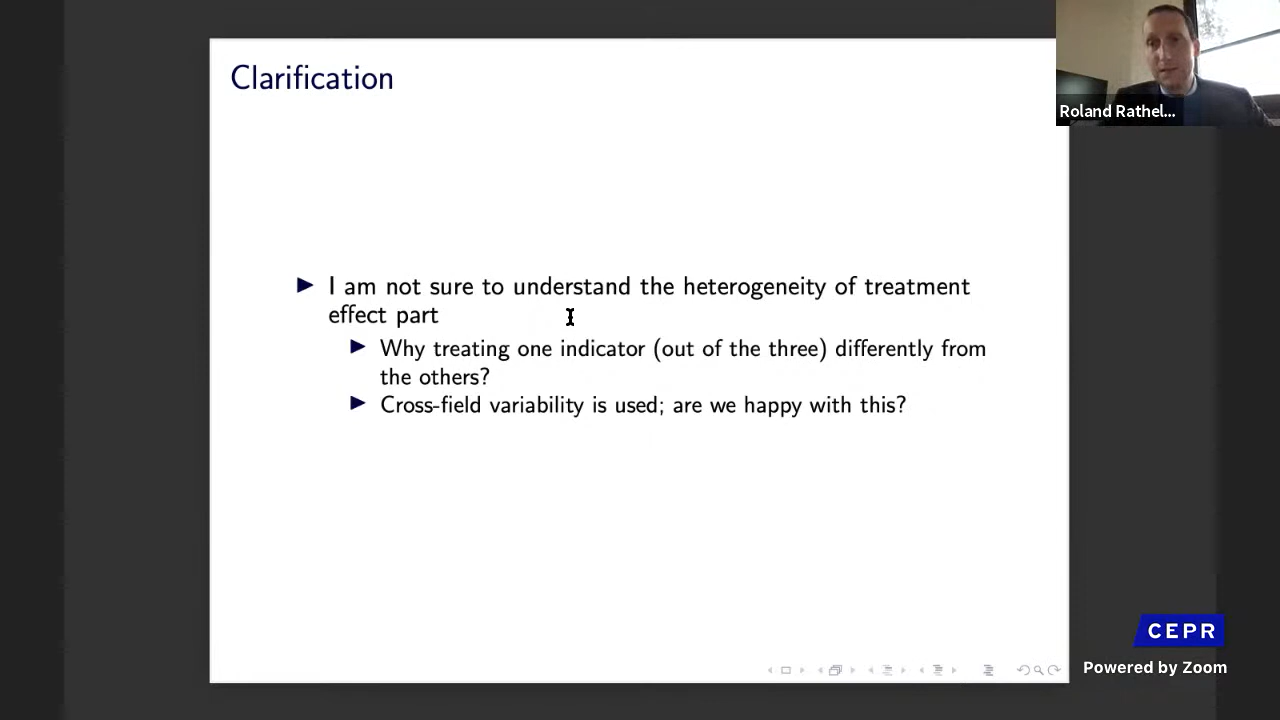 Clarification
Roland Rathel...
I am not sure to understand the heterogeneity of treatment
effect part
Why treating one indicator (out of the three) differently from
the others?
Cross-field variability is used; are we happy with this?
CEPR
Powered by Zoom